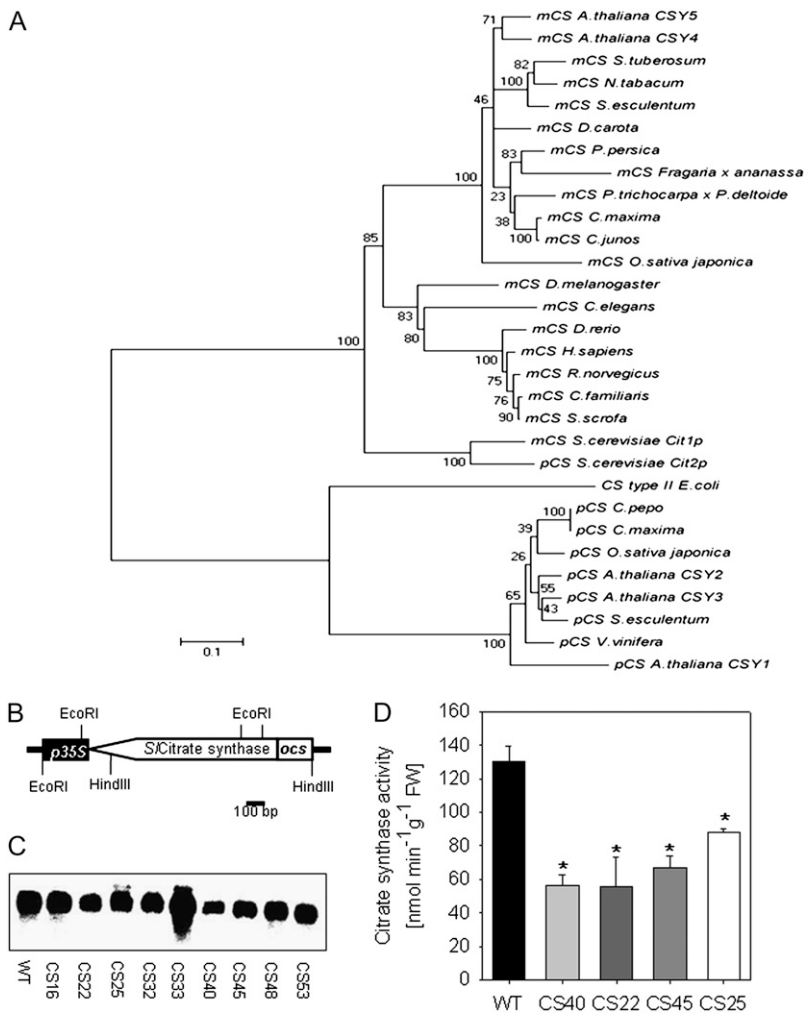 A
71
mCS A.thaliana CSY5
mCS A.thaliana CSY4
82
mCS S.tuberosum
100
mCS N.tabacum
46
mCS S.esculentum
mCS D.carota
83
mCS P.persica
100
mCS Fragaria x ananassa
23
mCS P.trichocarpa x P.deltoide
38
mCS C.maxima
100
mCS C.junos
85
mCS O.sativa japonica
mCS D.melanogaster
83
mCS C.elegans
80
mCS D.rerio
100
100
mCS H.sapiens
75
mCS R.norvegicus
76
mCS C.familiaris
90
mCS S.scrofa
mCS S.cerevisiae Cit1p
100
pCS S.cerevisiae Cit2p
CS type II E.coli
100
pCS C.pepo
39
pCS C.maxima
26
pCS O.sativa japonica
55
pCS A.thaliana CSY2
65
pCS A.thaliana CSY3
43
pCS S.esculentum
100
pCS V.vinifera
0.1
pCS A.thaliana CSY1
B
EcoRI
EcoRI
p35S
SlCitrate synthase
ocs
EcoRI
HindIII
HindIII
100 bp
C
WT
CS16
CS22
CS25
CS32
CS33
CS40
CS45
CS48
CS53
D
Citrate synthase activity
[nmol min-1g-1 FW]
160
140
120
100
80
60
40
20
0
*
*
*
*
WT CS40 CS22 CS45 CS25